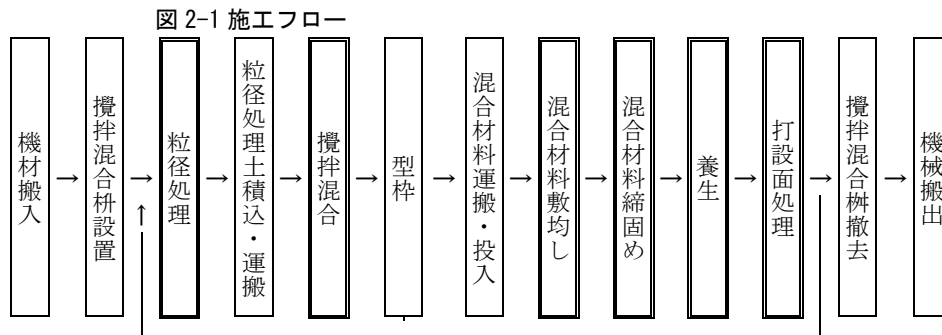 図 2-1 施工フロー
機材搬入
→
攪拌混合枡設置
→
↑
粒径処理
→
粒径処理土積込・運搬
→
攪拌混合
→
型枠
→
混合材料運搬・投入
→
混合材料敷均し
→
混合材料締固め
→
養生
→
打設面処理
→
攪拌混合桝撤去
→
機械搬出